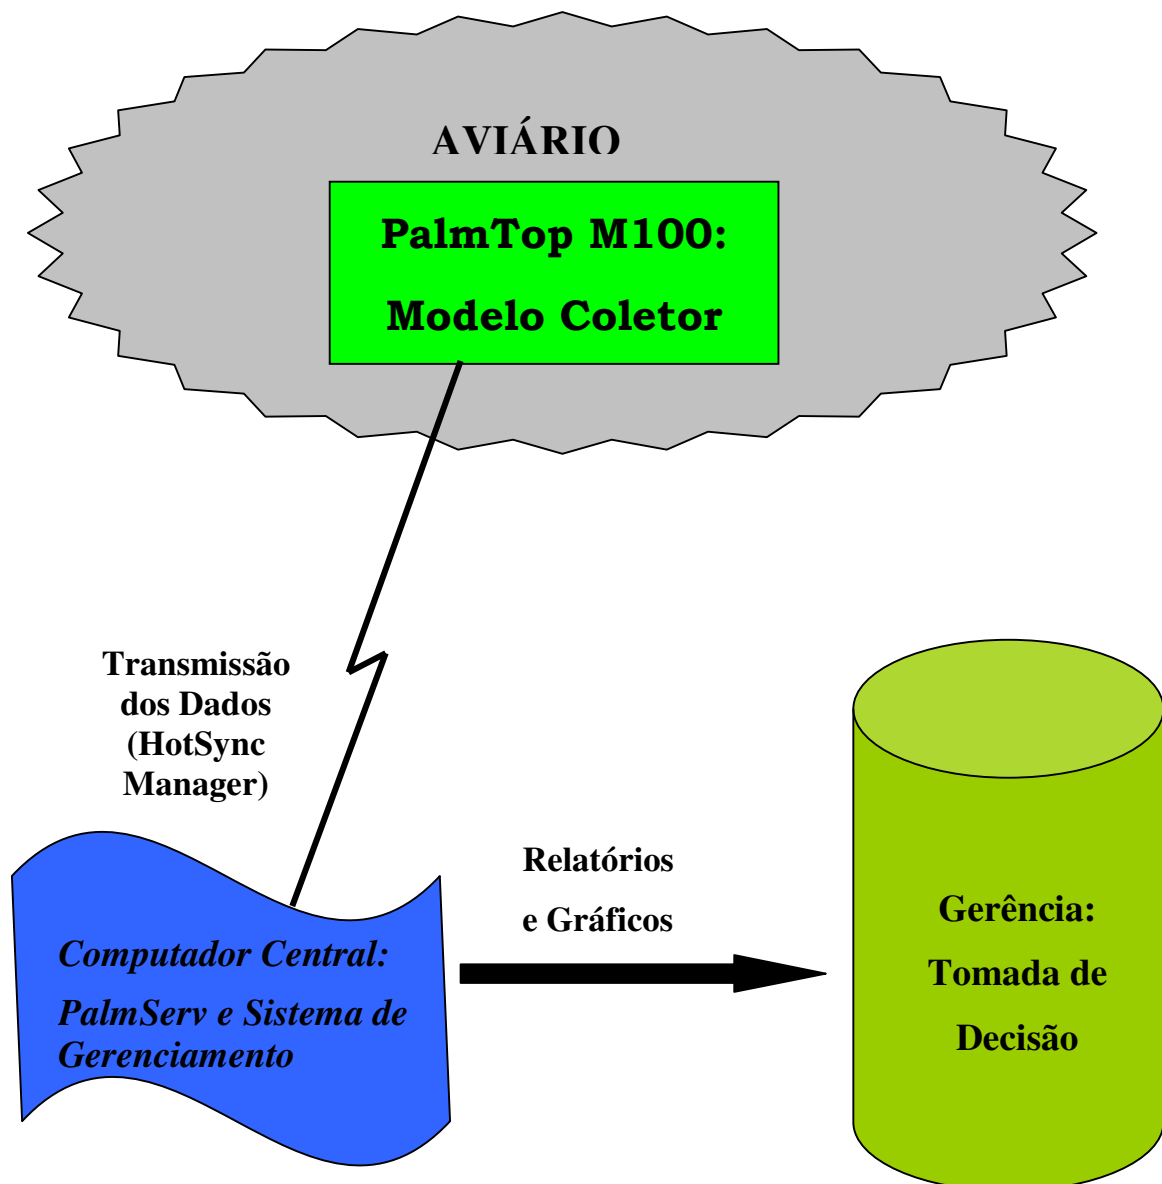 AVIÁRIO
PalmTop M100:
Modelo Coletor
Transmissão
dos Dados
(HotSync
Manager)
Relatórios
e Gráficos
Computador Central:
PalmServ e Sistema de
Gerenciamento
Gerência:
Tomada de
Decisão